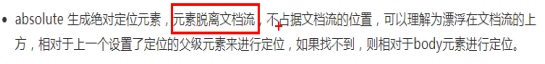 • absolute 生成绝对定位元素，元素脱离文档流，不占据文档流的位置，可以理解为漂浮在文档流的上
方，相对于上一个设置了定位的父级元素来进行定位，如果找不到，则相对于body元素进行定位。